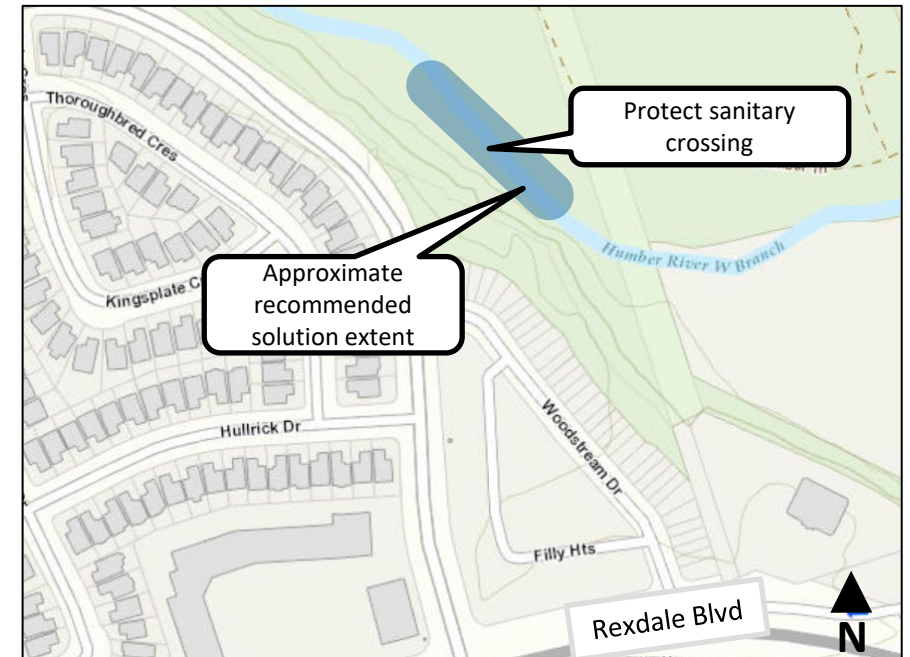 Thoroughbred Cres
Protect sanitary
crossing
Humber River W Branch
Kingsplate
Approximate
recommended
solution extent
Hullrick Dr
Woodstream Dr
Filly Hts
Rexdale Blvd
N